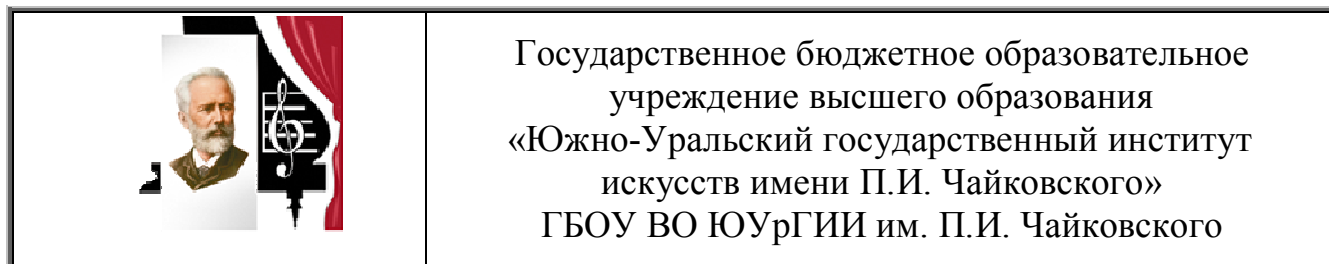 Государственное бюджетное образовательное
учреждение высшего образования
«Южно-Уральский государственный институт
искусств имени П.И. Чайковского»
ГБОУ ВО ЮУрГИИ им. П.И. Чайковского